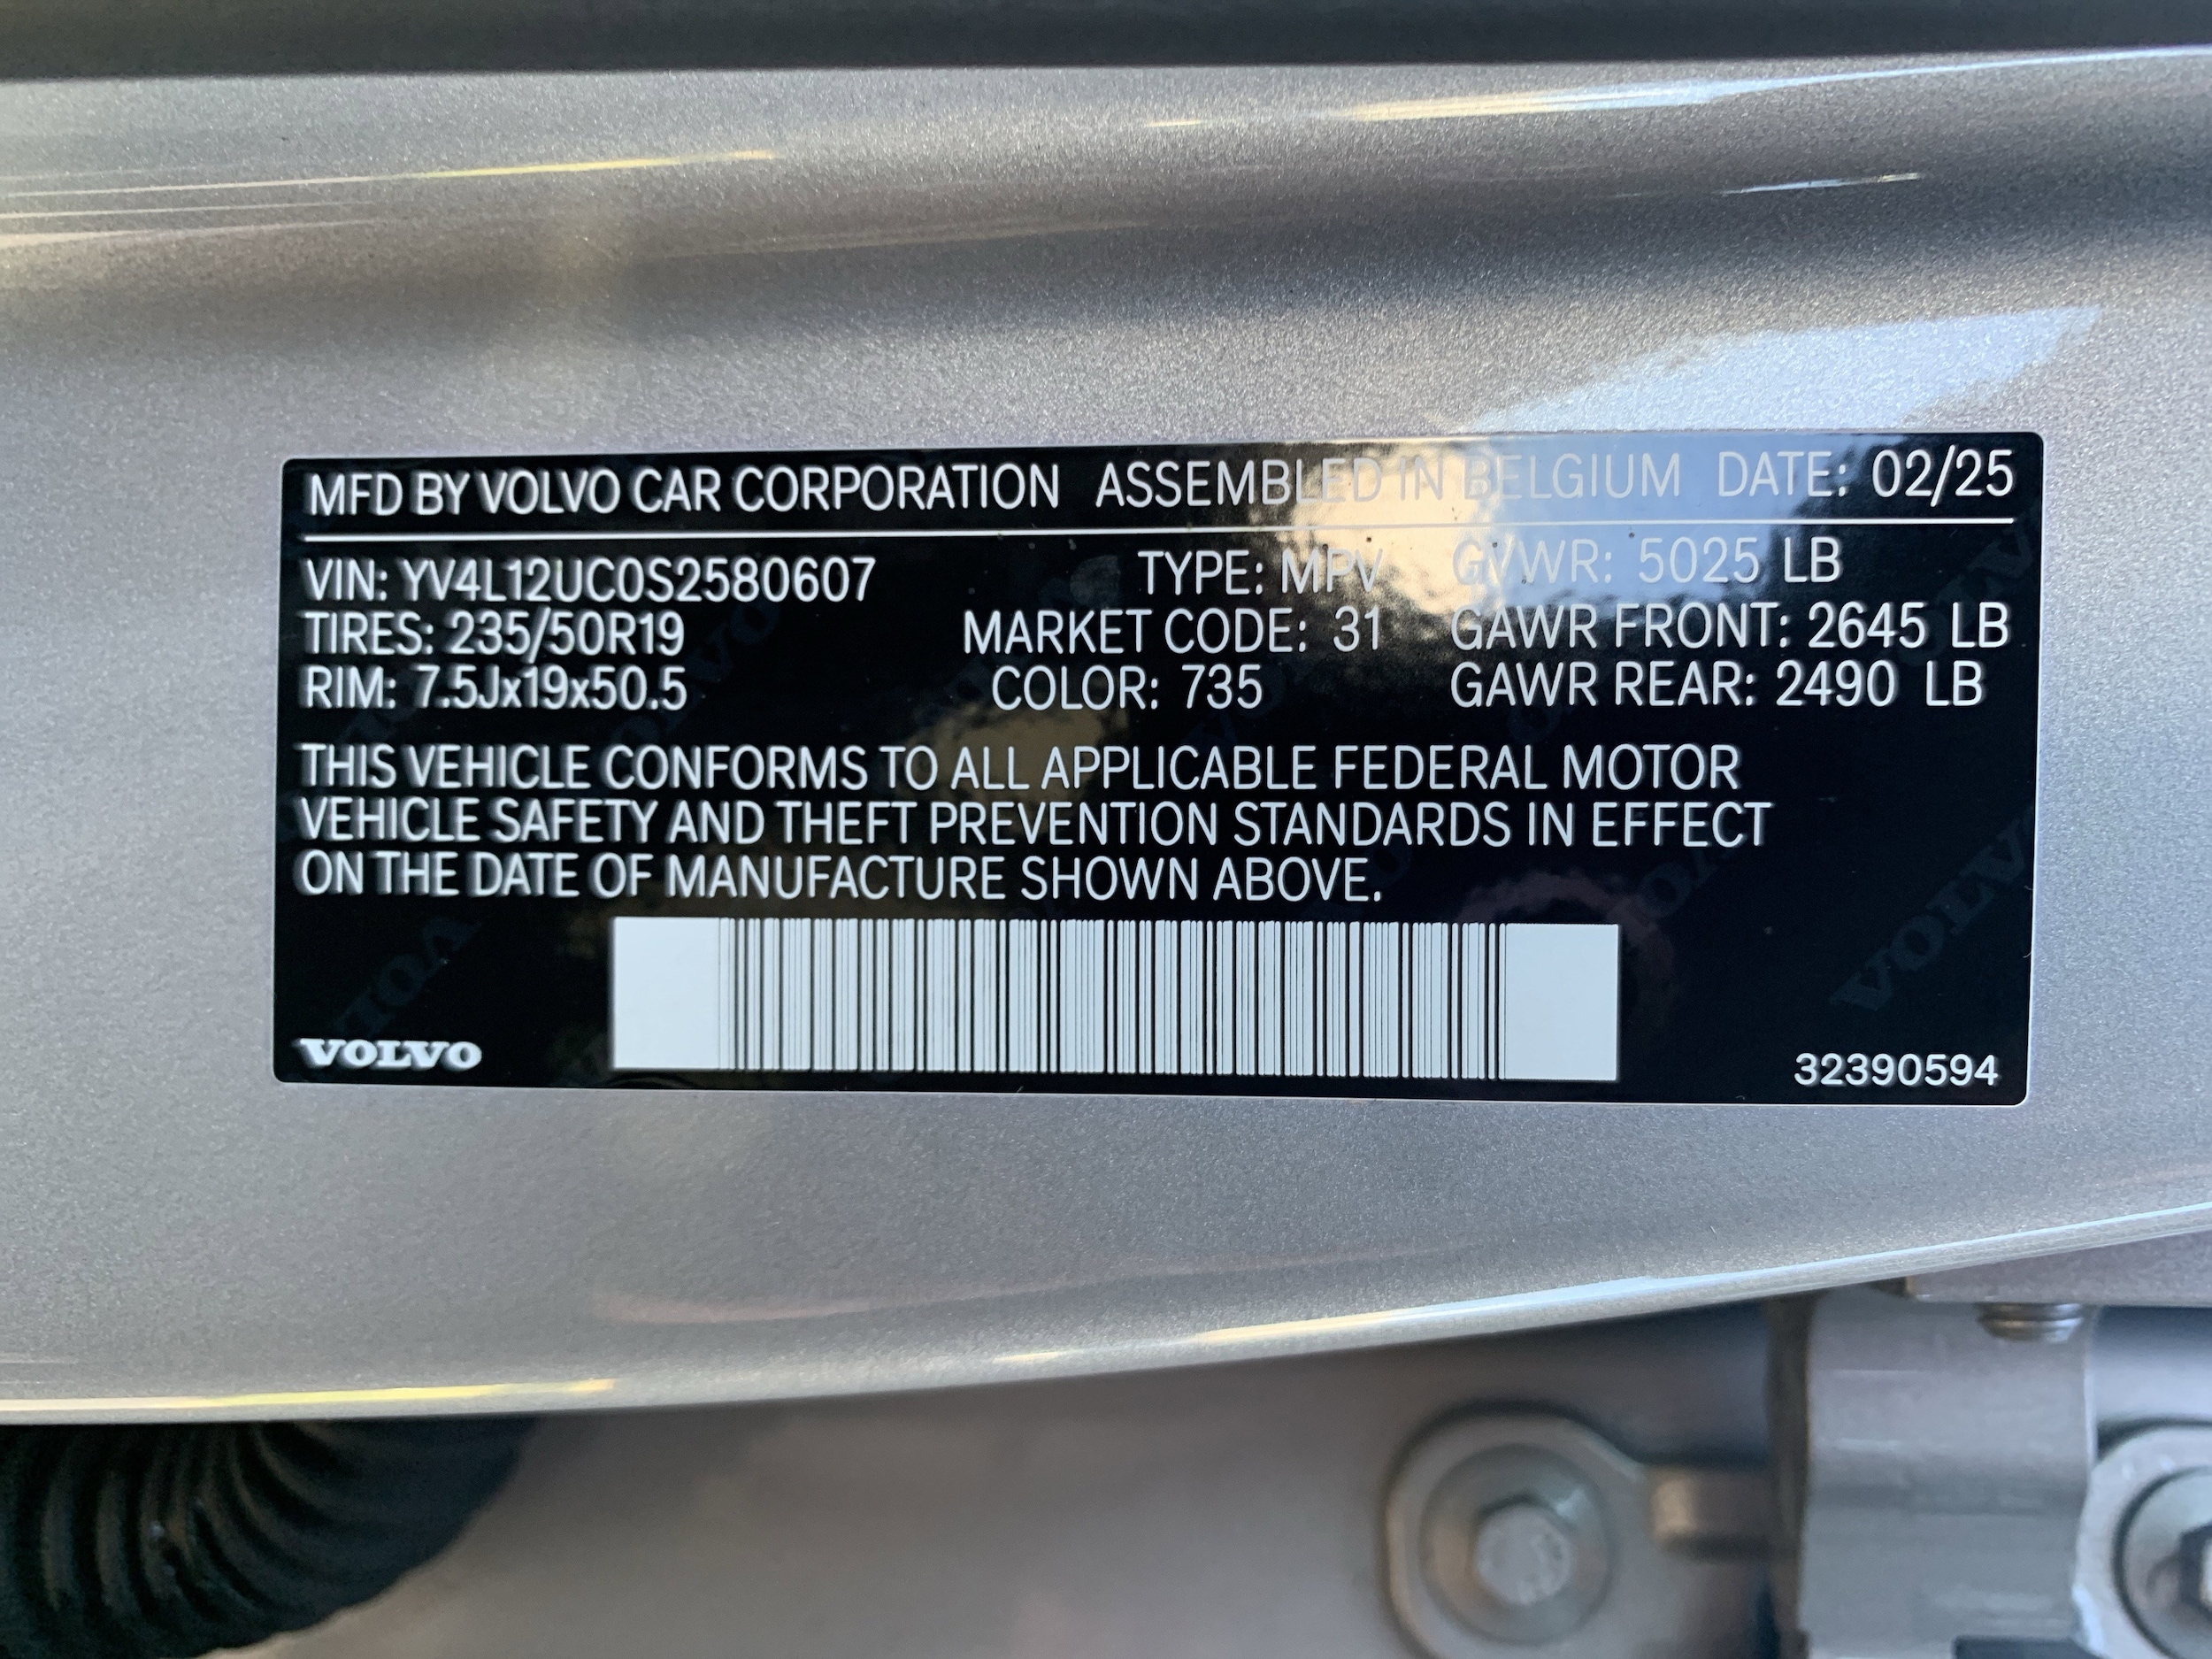 MFD BY VOLVO CAR CORPORATION ASSEMBLED IN BELGIUM DATE: 02/25
VIN: YV4L12UC0S2580607 TYPE: MPV GVWR: 5025 LB
TIRES: 235/50R19 MARKET CODE: 31 GAWR FRONT: 2645 LB
RIM: 7.5Jx19x50.5 COLOR: 735 GAWR REAR: 2490 LB
THIS VEHICLE CONFORMS TO ALL APPLICABLE FEDERAL MOTOR
VEHICLE SAFETY AND THEFT PREVENTION STANDARDS IN EFFECT
ON THE DATE OF MANUFACTURE SHOWN ABOVE.
VOLVO 32390594